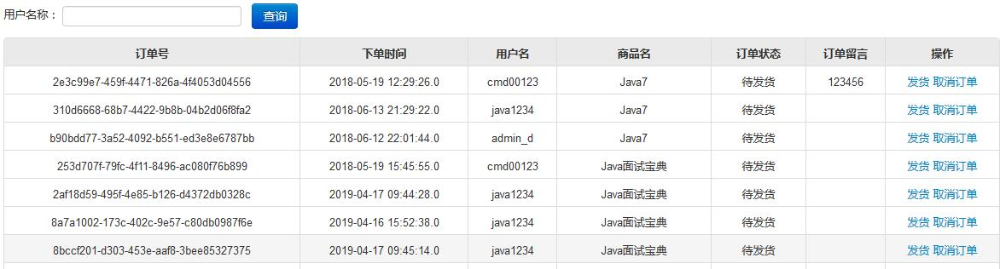 用户名称： 查询
订单号 下单时间 用户名 商品名 订单状态 订单留言 操作
2e3c99e7-459f-4471-826a-4f4053d04556 2018-05-19 12:29:26.0 cmd00123 Java7 待发货 123456 发货 取消订单
310d6668-68b7-4422-9b8b-04b2d06f8fa2 2018-06-13 21:29:22.0 java1234 Java7 待发货 发货 取消订单
b90bdd77-3a52-4092-b551-ed3e8e6787bb 2018-06-12 22:01:44.0 admin_d Java7 待发货 发货 取消订单
253d707f-79fc-4f11-8496-ac080f76b899 2018-05-19 15:45:55.0 cmd00123 Java面试宝典 待发货 发货 取消订单
2af18d59-495f-4e85-b126-d4372db0328c 2019-04-17 09:44:28.0 java1234 Java面试宝典 待发货 发货 取消订单
8a7a1002-173c-402c-9e57-c80db0987f6e 2019-04-16 15:52:38.0 java1234 Java面试宝典 待发货 发货 取消订单
8bccf201-d303-453e-aaf8-3bee85327375 2019-04-17 09:45:14.0 java1234 Java面试宝典 待发货 发货 取消订单